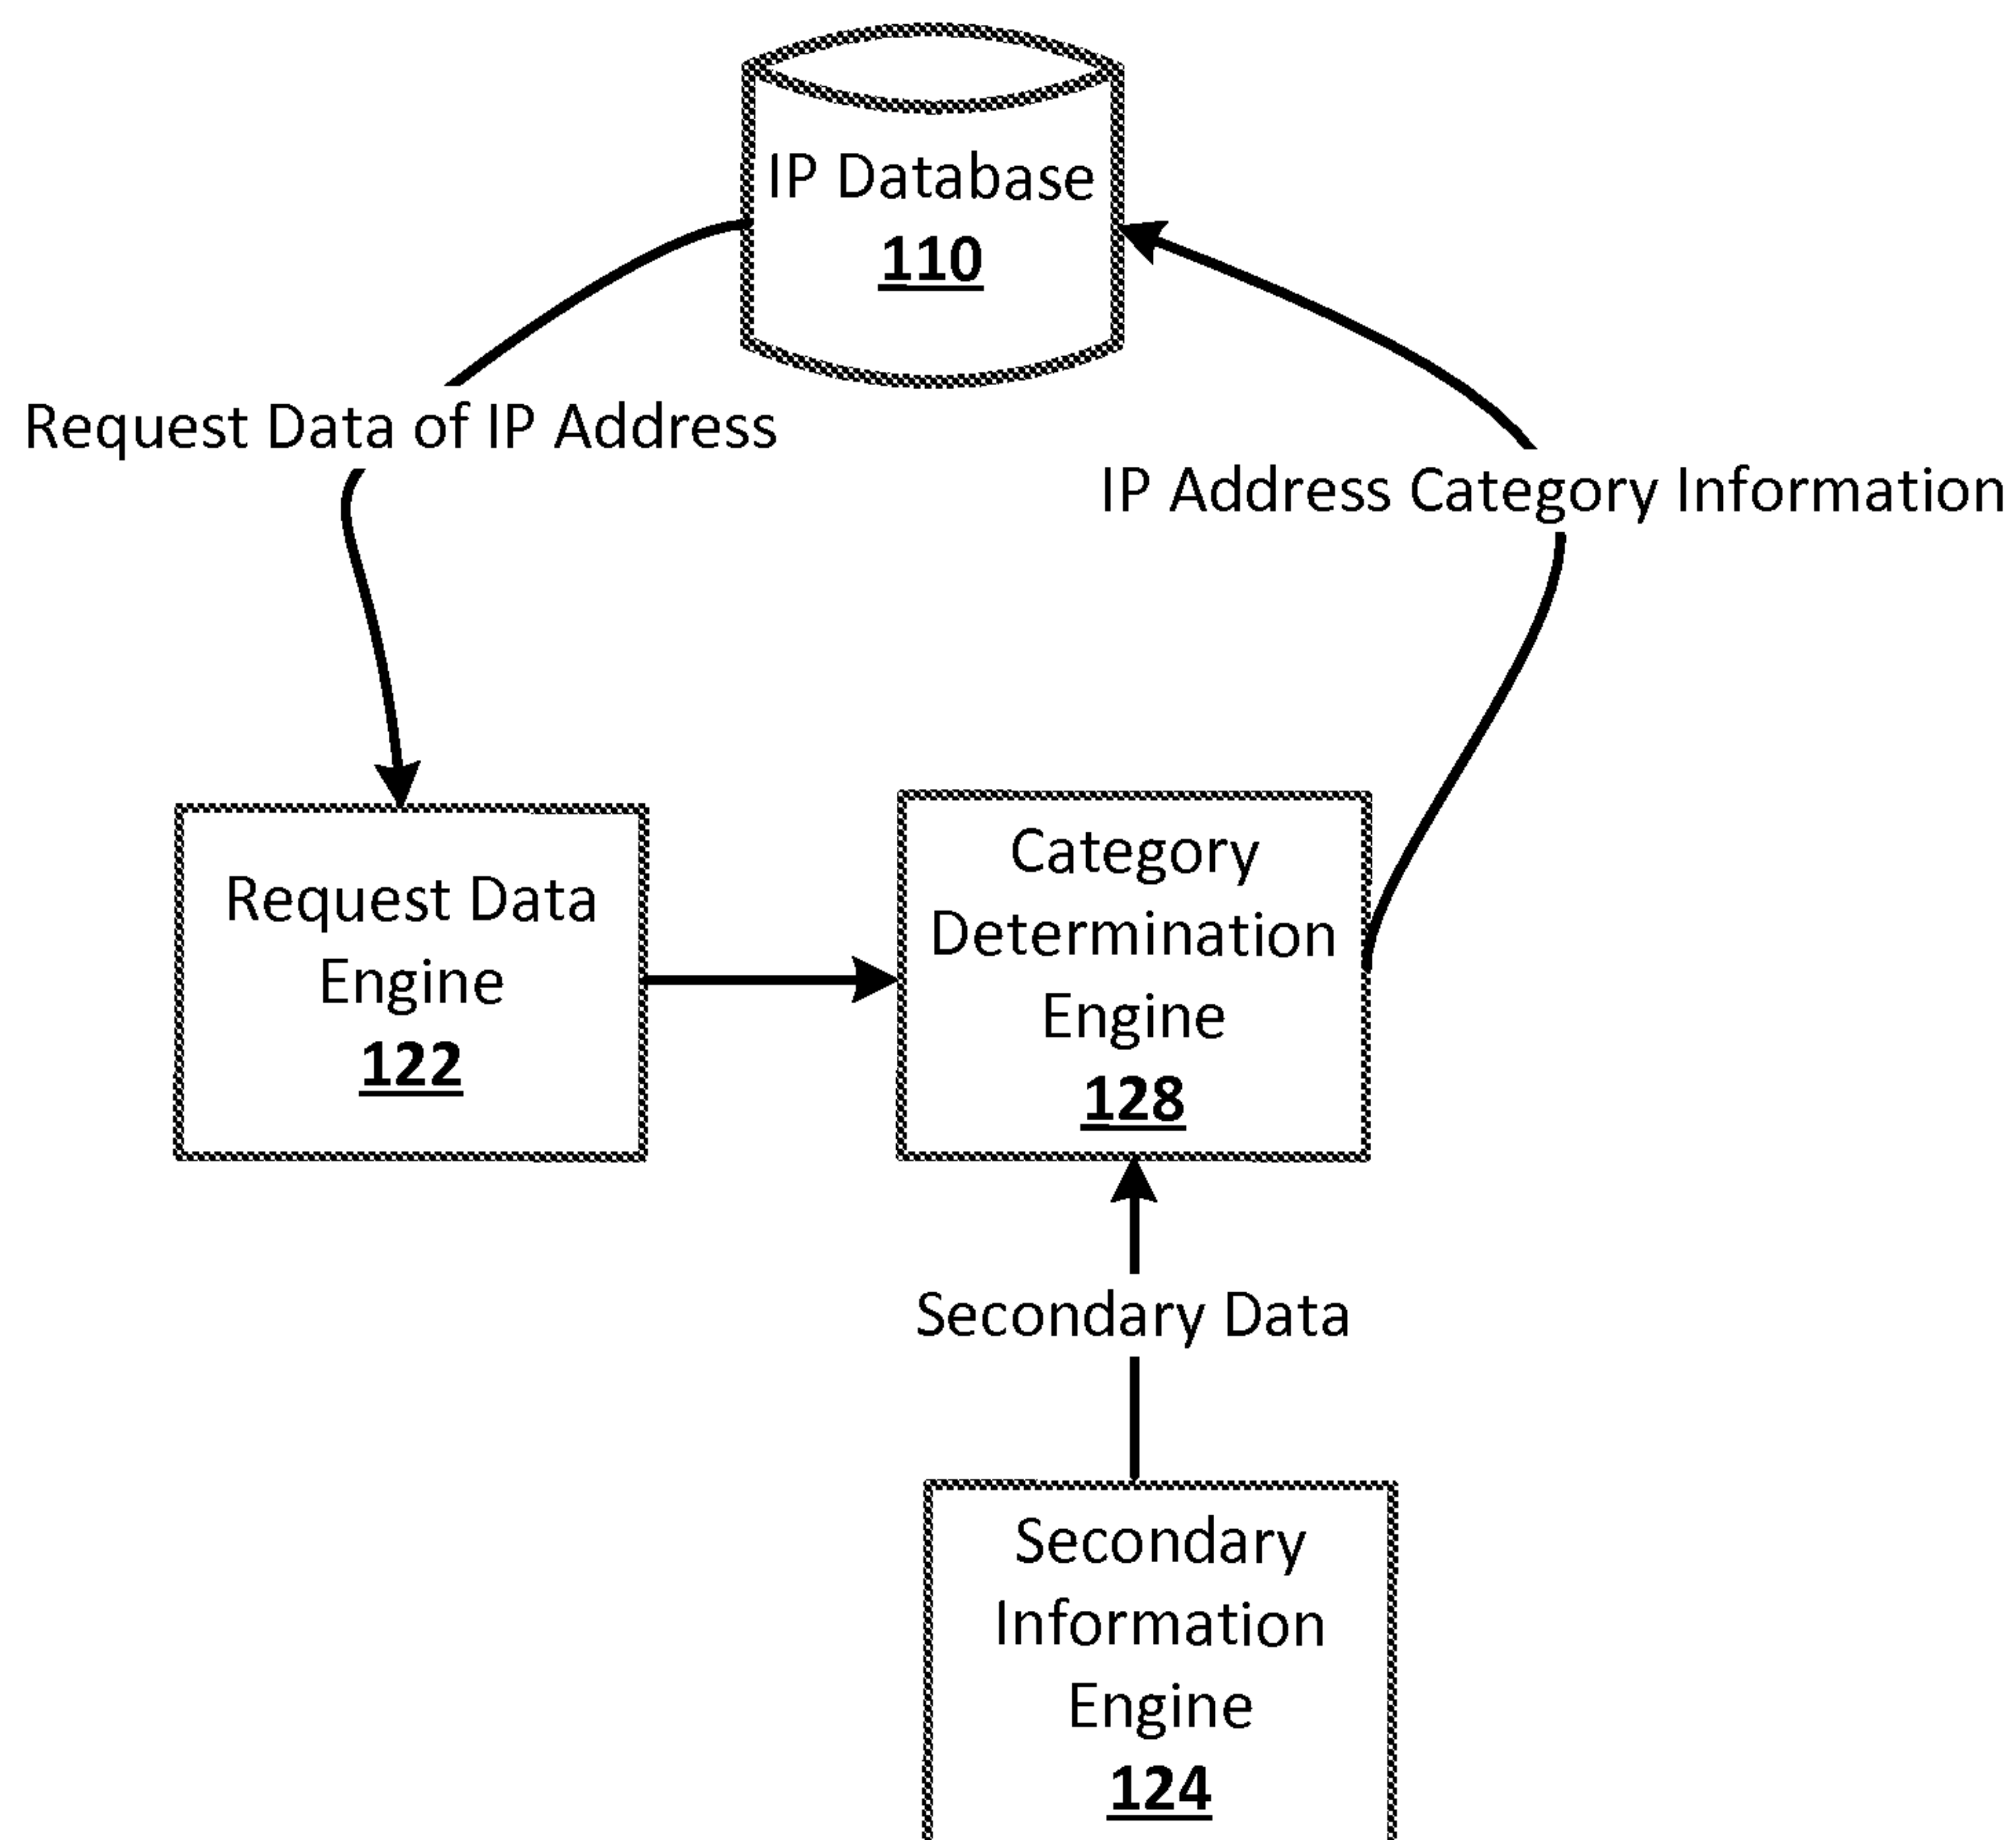 IP Database
110
Request Data of IP Address
IP Address Category Information
Request Data
Engine
122
Category
Determination
Engine
128
Secondary Data
Secondary
Information
Engine
124